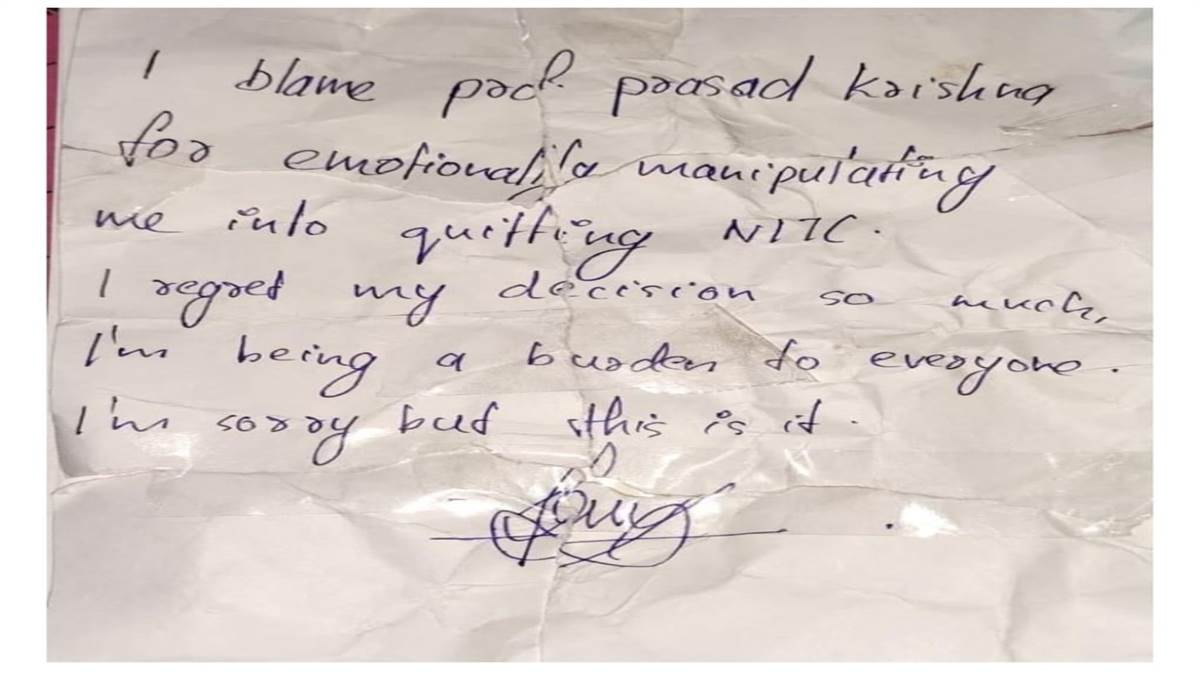 I blame prof. prasad Krishna
for emotionally manipulating
me into quitting NITC.
I regret my decision so much,
I'm being a burden to everyone.
I'm sorry but this is it.